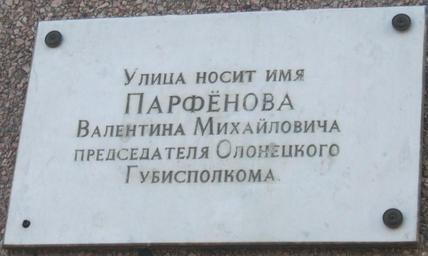 Улица носит имя
Парфёнова
Валентина Михайловича
председателя Олонецкого
Губисполкома